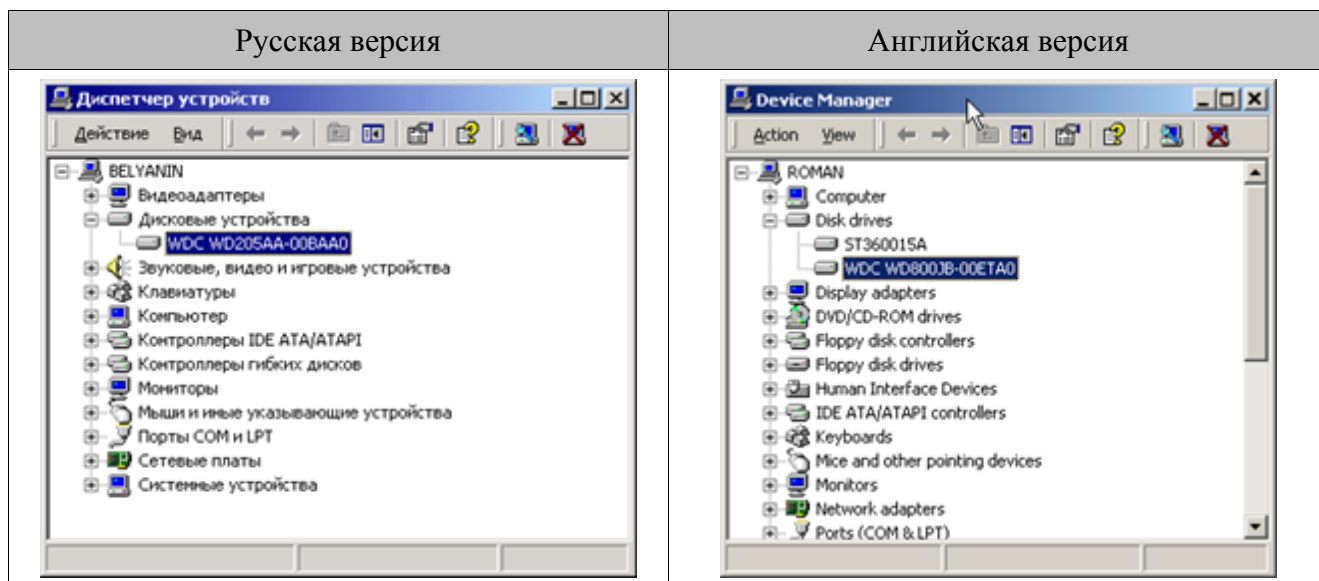 Русская версия
Английская версия
Диспетчер устройств
Действие Вид
BELYANIN
Видеоадаптеры
Дисковые устройства
WDC WD205AA-00BAA0
Звуковые, видео и игровые устройства
Клавиатуры
Компьютер
Контроллеры IDE ATA/ATAPI
Контроллеры гибких дисков
Мониторы
Мыши и иные указывающие устройства
Порты COM и LPT
Сетевые платы
Системные устройства
Device Manager
Action View
ROMAN
Computer
Disk drives
ST360015A
WDC WD800JB-00ETA0
Display adapters
DVD/CD-ROM drives
Floppy disk controllers
Floppy disk drives
Human Interface Devices
IDE ATA/ATAPI controllers
Keyboards
Mice and other pointing devices
Monitors
Network adapters
Ports (COM & LPT)